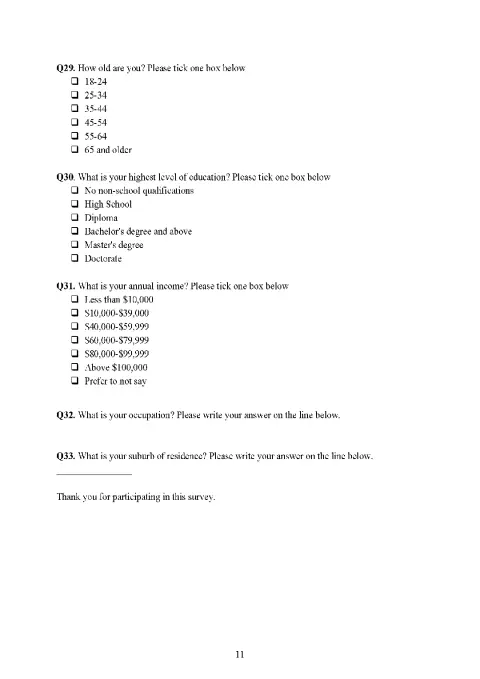 Q29. How old are you? Please tick one box below
❑ 18-24
❑ 25-34
❑ 35-44
❑ 45-54
❑ 55-64
❑ 65 and older
Q30. What is your highest level of education? Please tick one box below
❑ No non-school qualifications
❑ High School
❑ Diploma
❑ Bachelor's degree and above
❑ Master's degree
❑ Doctorate
Q31. What is your annual income? Please tick one box below
❑ Less than $10,000
❑ $10,000-$39,000
❑ $40,000-$59,999
❑ $60,000-$79,999
❑ $80,000-$99,999
❑ Above $100,000
❑ Prefer to not say
Q32. What is your occupation? Please write your answer on the line below.
Q33. What is your suburb of residence? Please write your answer on the line below.
Thank you for participating in this survey.
11